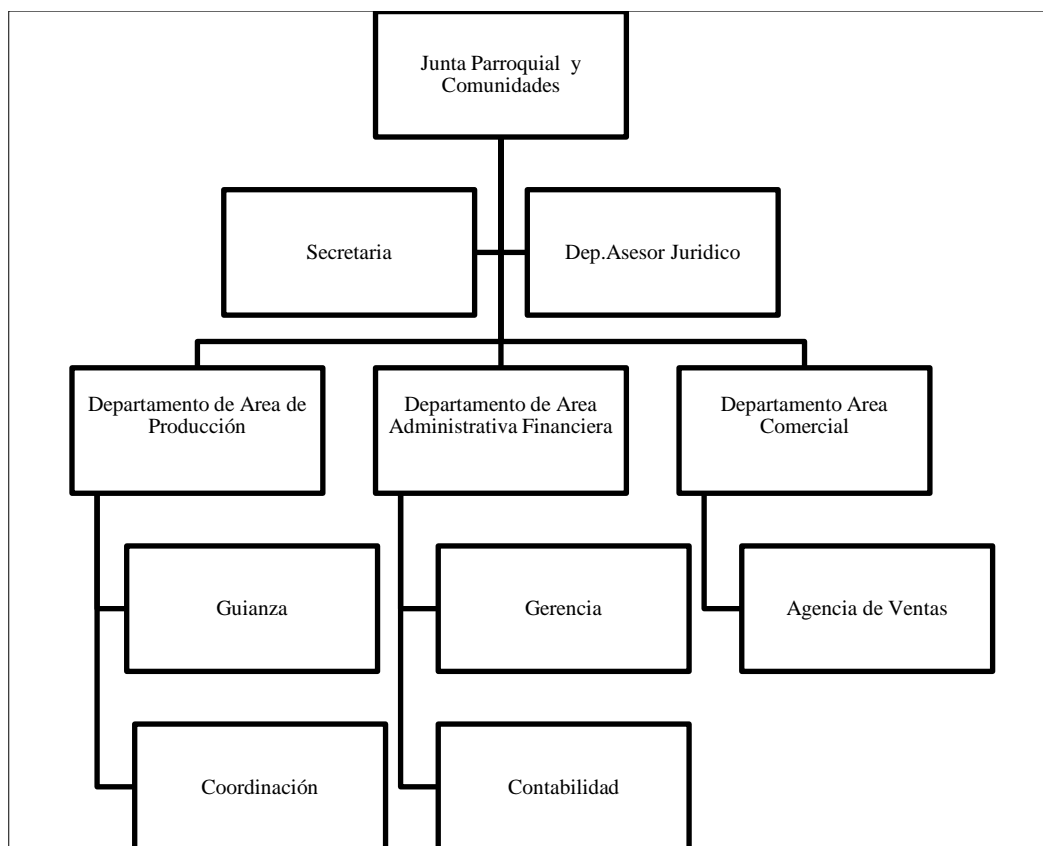 Junta Parroquial y
Comunidades
Secretaria
Dep.Asesor Juridico
Departamento de Area de
Producción
Departamento de Area
Administrativa Financiera
Departamento Area
Comercial
Guianza
Gerencia
Agencia de Ventas
Coordinación
Contabilidad